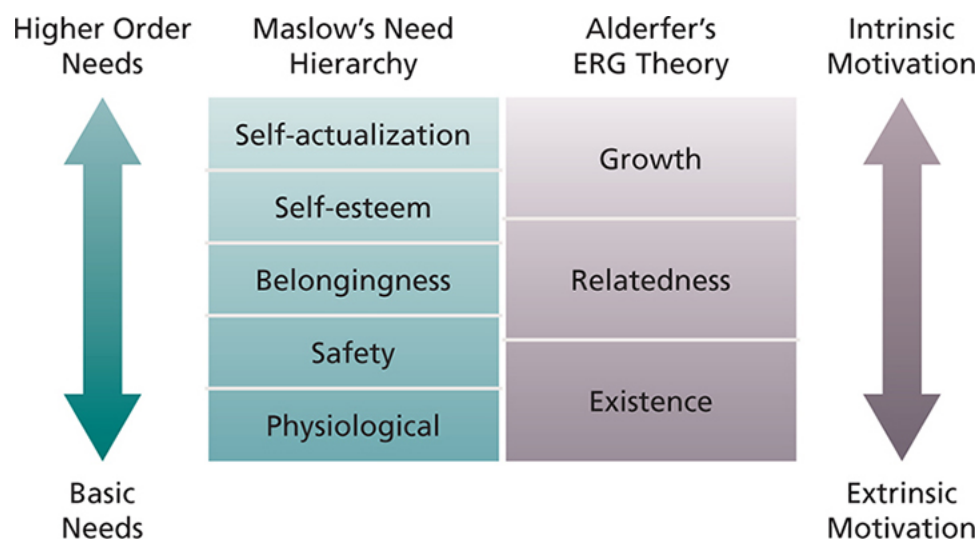 Higher Order
Needs
Maslow’s Need
Hierarchy
Alderfer’s
ERG Theory
Intrinsic
Motivation
Self-actualization
Self-esteem
Belongingness
Safety
Physiological
Growth
Relatedness
Existence
Basic
Needs
Extrinsic
Motivation